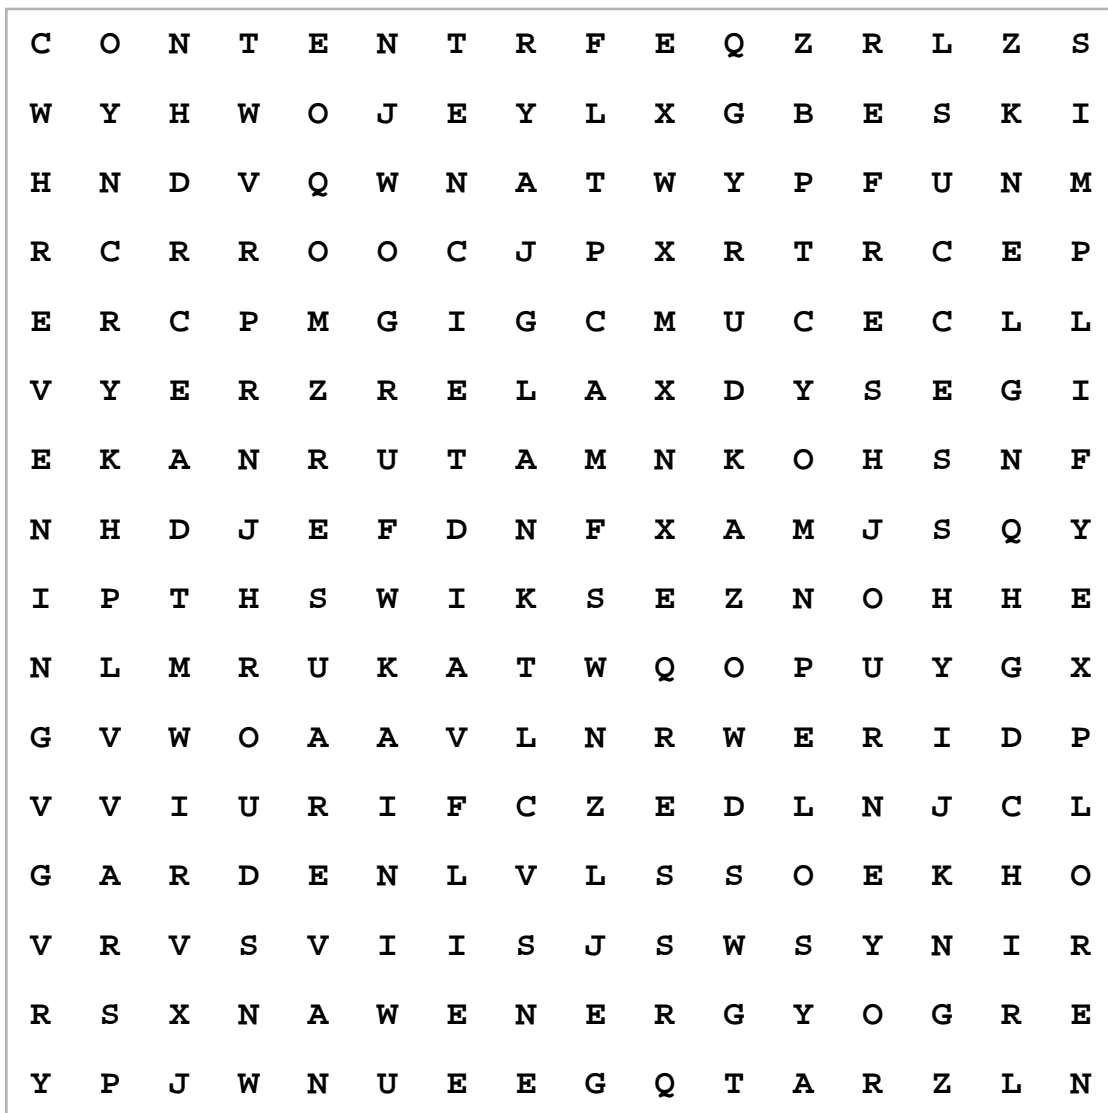 C O N T E N T R F E Q Z R L Z S
W Y H W O J E Y L X G B E S K I
H N D V Q W N A T W Y P F U N M
R C R R O O C J P X R T R C E P
E R C P M G I G C M U C E C L L
V Y E R Z R E L A X D Y S E G I
E K A N R U T A M N K O H S N F
N H D J E F D N F X A M J S Q Y
I P T H S W I K S E Z N O H H E
N L M R U K A T W Q O P U Y G X
G V W O A A V L N R W E R I D P
V V I U R I F C Z E D L N J C L
G A R D E N L V L S S O E K H O
V R V S V I I S J S W S Y N I R
R S X N A W E N E R G Y O G R E
Y P J W N U E E G Q T A R Z L N